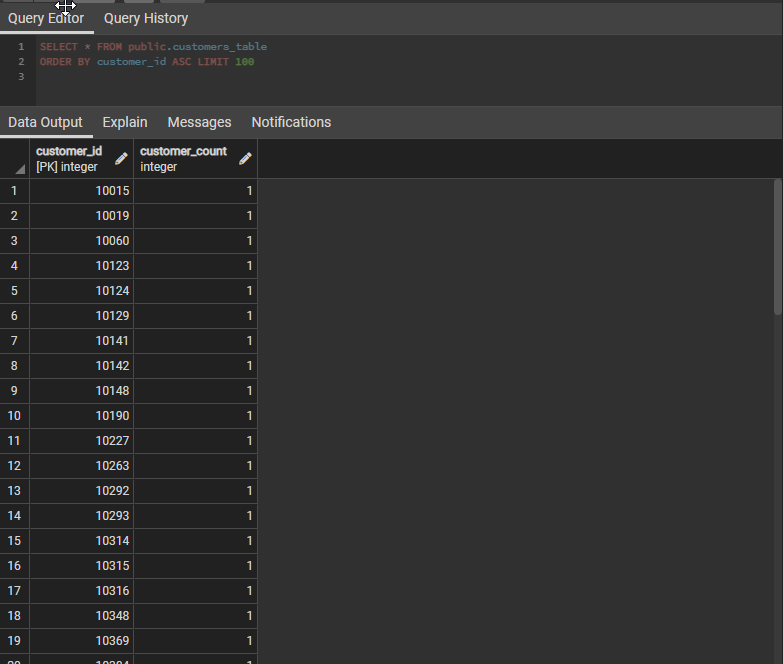 Query Editor Query History
1 SELECT * FROM public.customers_table
2 ORDER BY customer_id ASC LIMIT 100
3
Data Output Explain Messages Notifications
customer_id customer_count
[PK] integer integer
1 10015 1
2 10019 1
3 10060 1
4 10123 1
5 10124 1
6 10129 1
7 10141 1
8 10142 1
9 10148 1
10 10190 1
11 10227 1
12 10263 1
13 10292 1
14 10293 1
15 10314 1
16 10315 1
17 10316 1
18 10348 1
19 10369 1